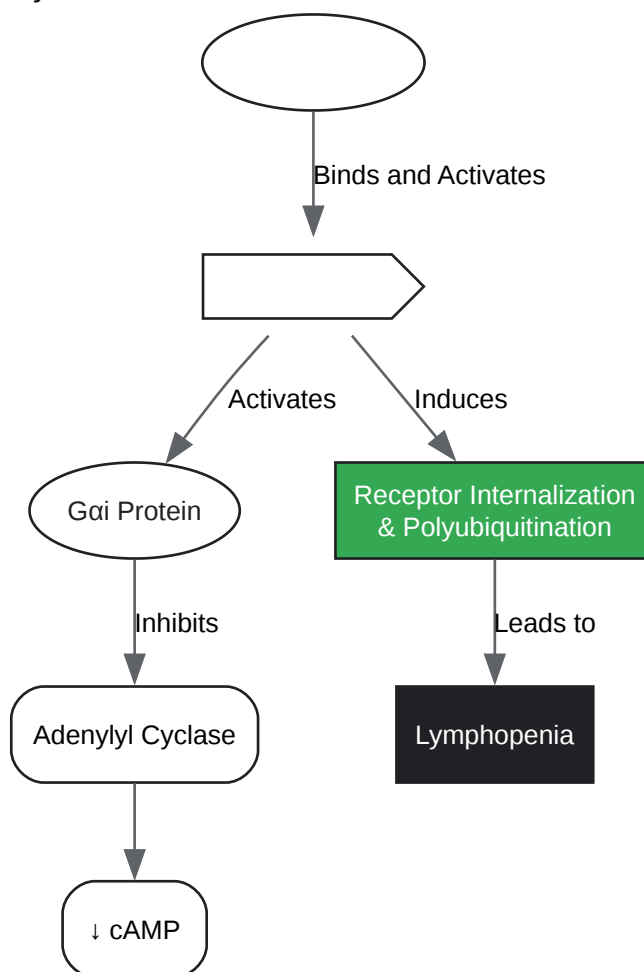 Binds and Activates
Activates
Induces
Gαi Protein
Receptor Internalization
& Polyubiquitination
Inhibits
Leads to
Adenylyl Cyclase
Lymphopenia
↓ cAMP